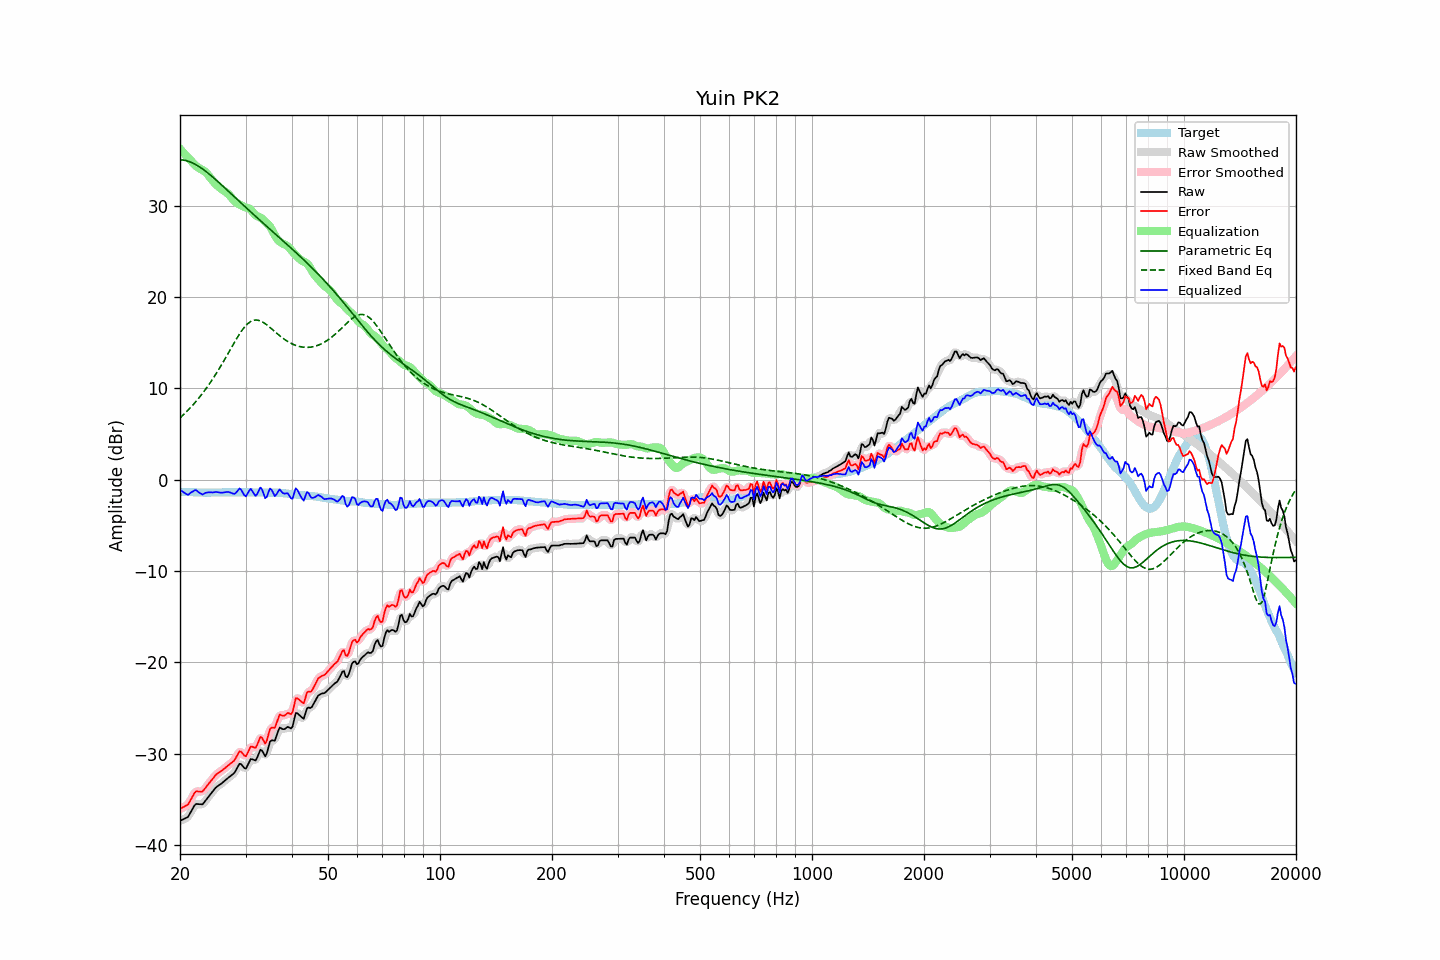 Yuin PK2
Amplitude (dBr)
30
20
10
0
−10
−20
−30
−40
20
50
100
200
500
1000
2000
5000
10000
20000
Frequency (Hz)
Target
Raw Smoothed
Error Smoothed
Raw
Error
Equalization
Parametric Eq
Fixed Band Eq
Equalized